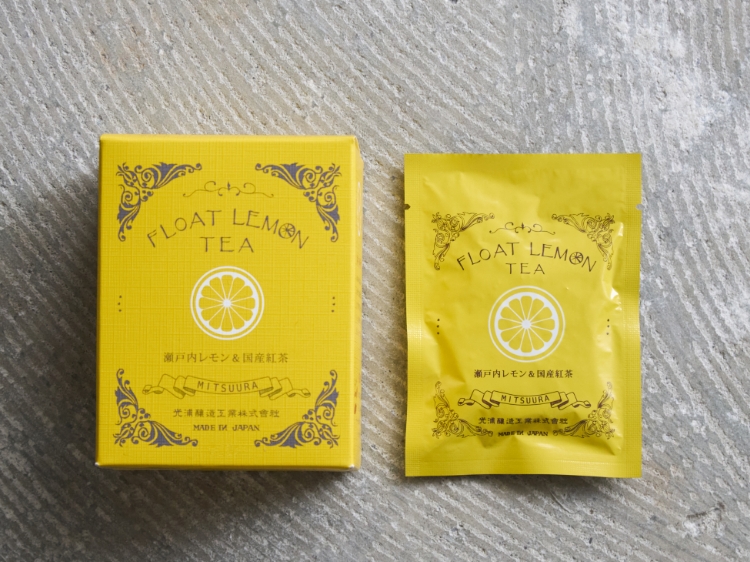 FLOAT LEMON
TEA
瀬戸内レモン&国産紅茶
MITSUURA
光浦醸造工業株式會社
MADE IN JAPAN
FLOAT LEMON
TEA
瀬戸内レモン&国産紅茶
MITSUURA
光浦醸造工業株式會社
MADE IN JAPAN